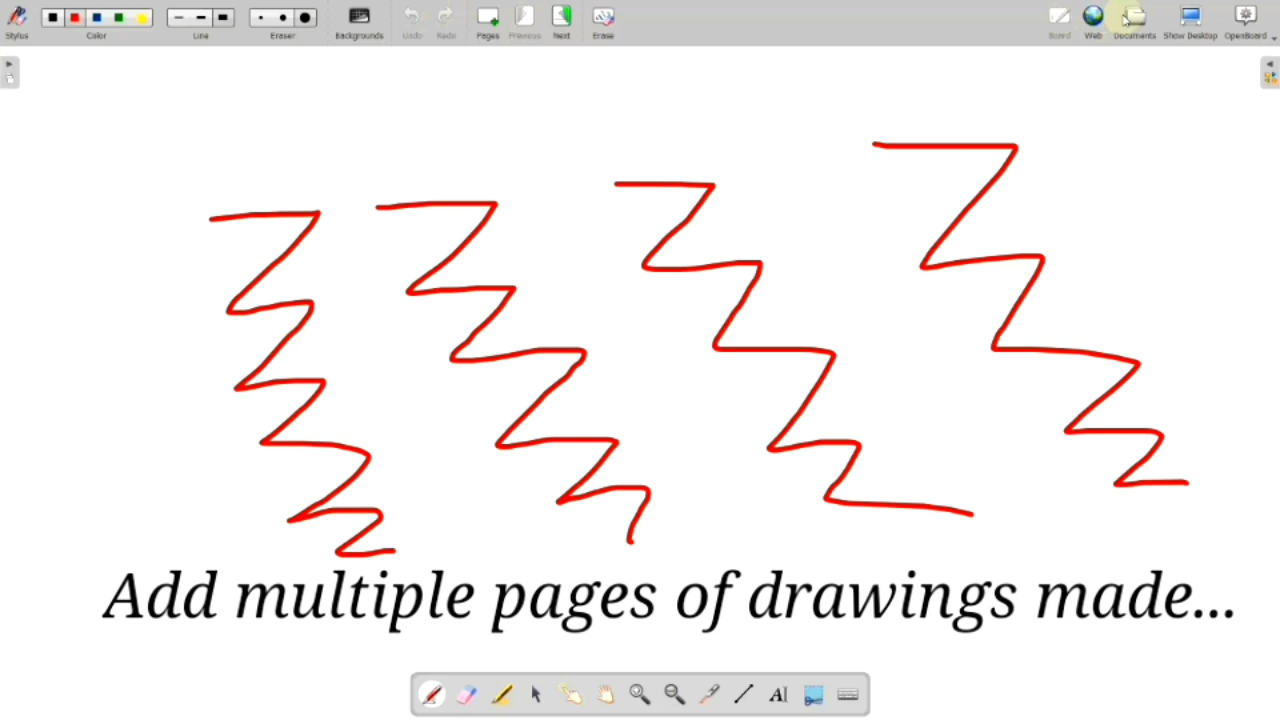 Stylus Color Line Eraser Backgrounds Undo Redo Pages Previous Next Erase Board Web Documents Show Desktop OpenBoard
Add multiple pages of drawings made...
AI